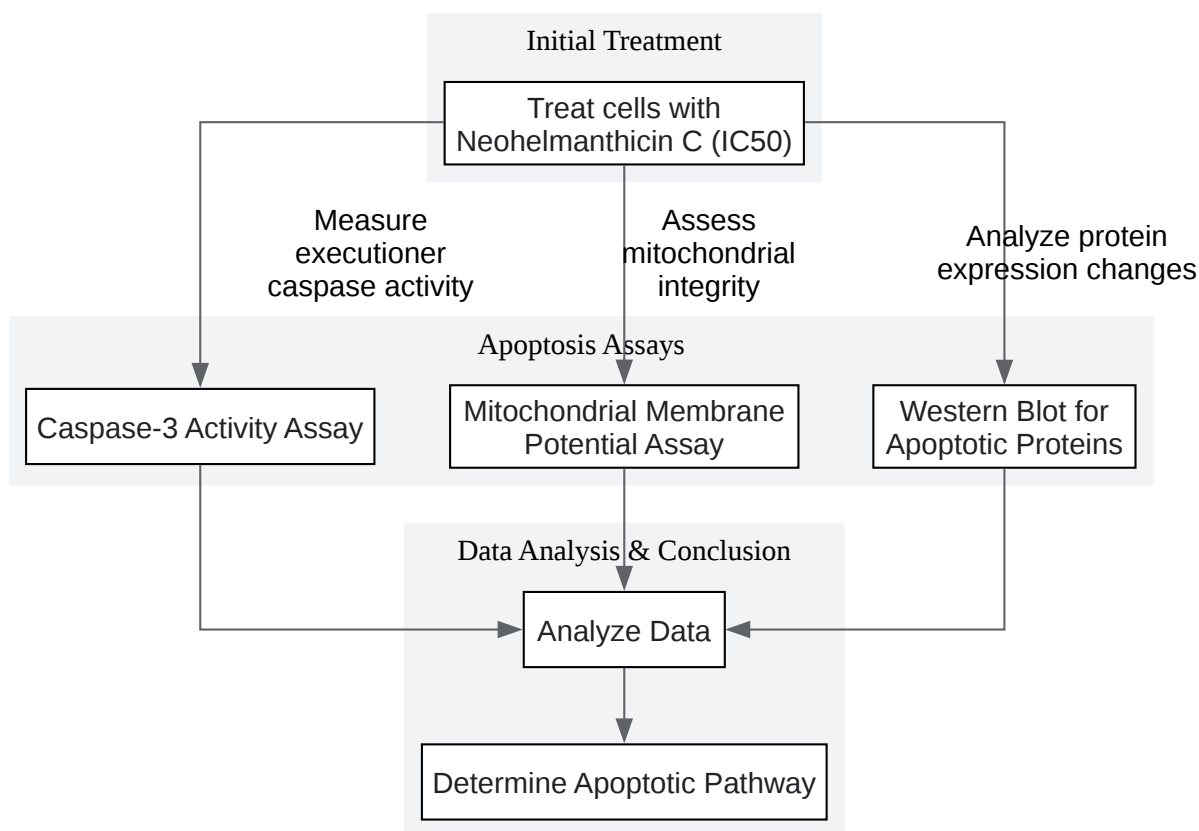 Initial Treatment
Treat cells with
Neohelmanthicin C (IC50)
Measure
executioner
caspase activity
Assess
mitochondrial
integrity
Analyze protein
expression changes
Apoptosis Assays
Caspase-3 Activity Assay
Mitochondrial Membrane
Potential Assay
Western Blot for
Apoptotic Proteins
Data Analysis & Conclusion
Analyze Data
Determine Apoptotic Pathway